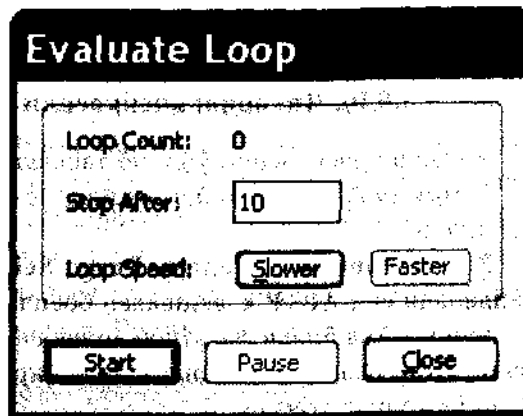 Evaluate Loop
Loop Count: 0
Stop After: 10
Loop Speed: Slower Faster
Start Pause Close